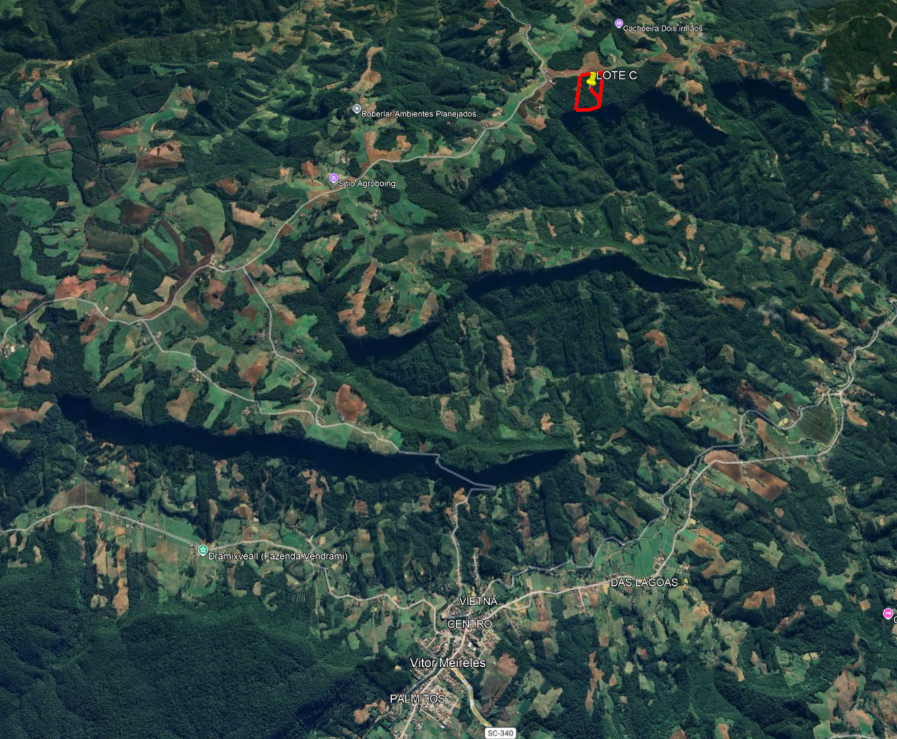 Cachoeira Dois irmãos
LOTE C
Roberlar Ambientes Planejados
Sitio Agroboing
Dramixveall (Fazenda Vendrami)
DAS LAGOAS
VIETNÃ
CENTRO
Vitor Meireles
PALMITOS
SC-340